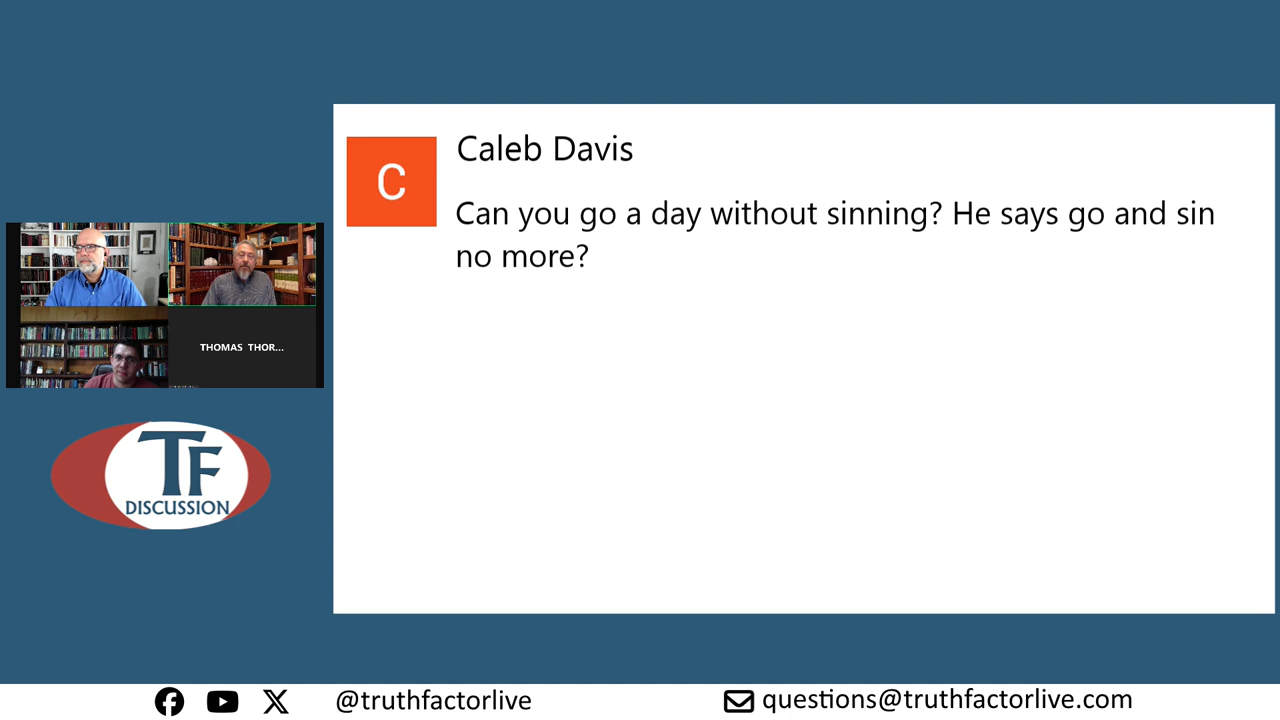 C
Caleb Davis
Can you go a day without sinning? He says go and sin
no more?
THOMAS THOR...
TF
DISCUSSION
@truthfactorlive
questions@truthfactorlive.com